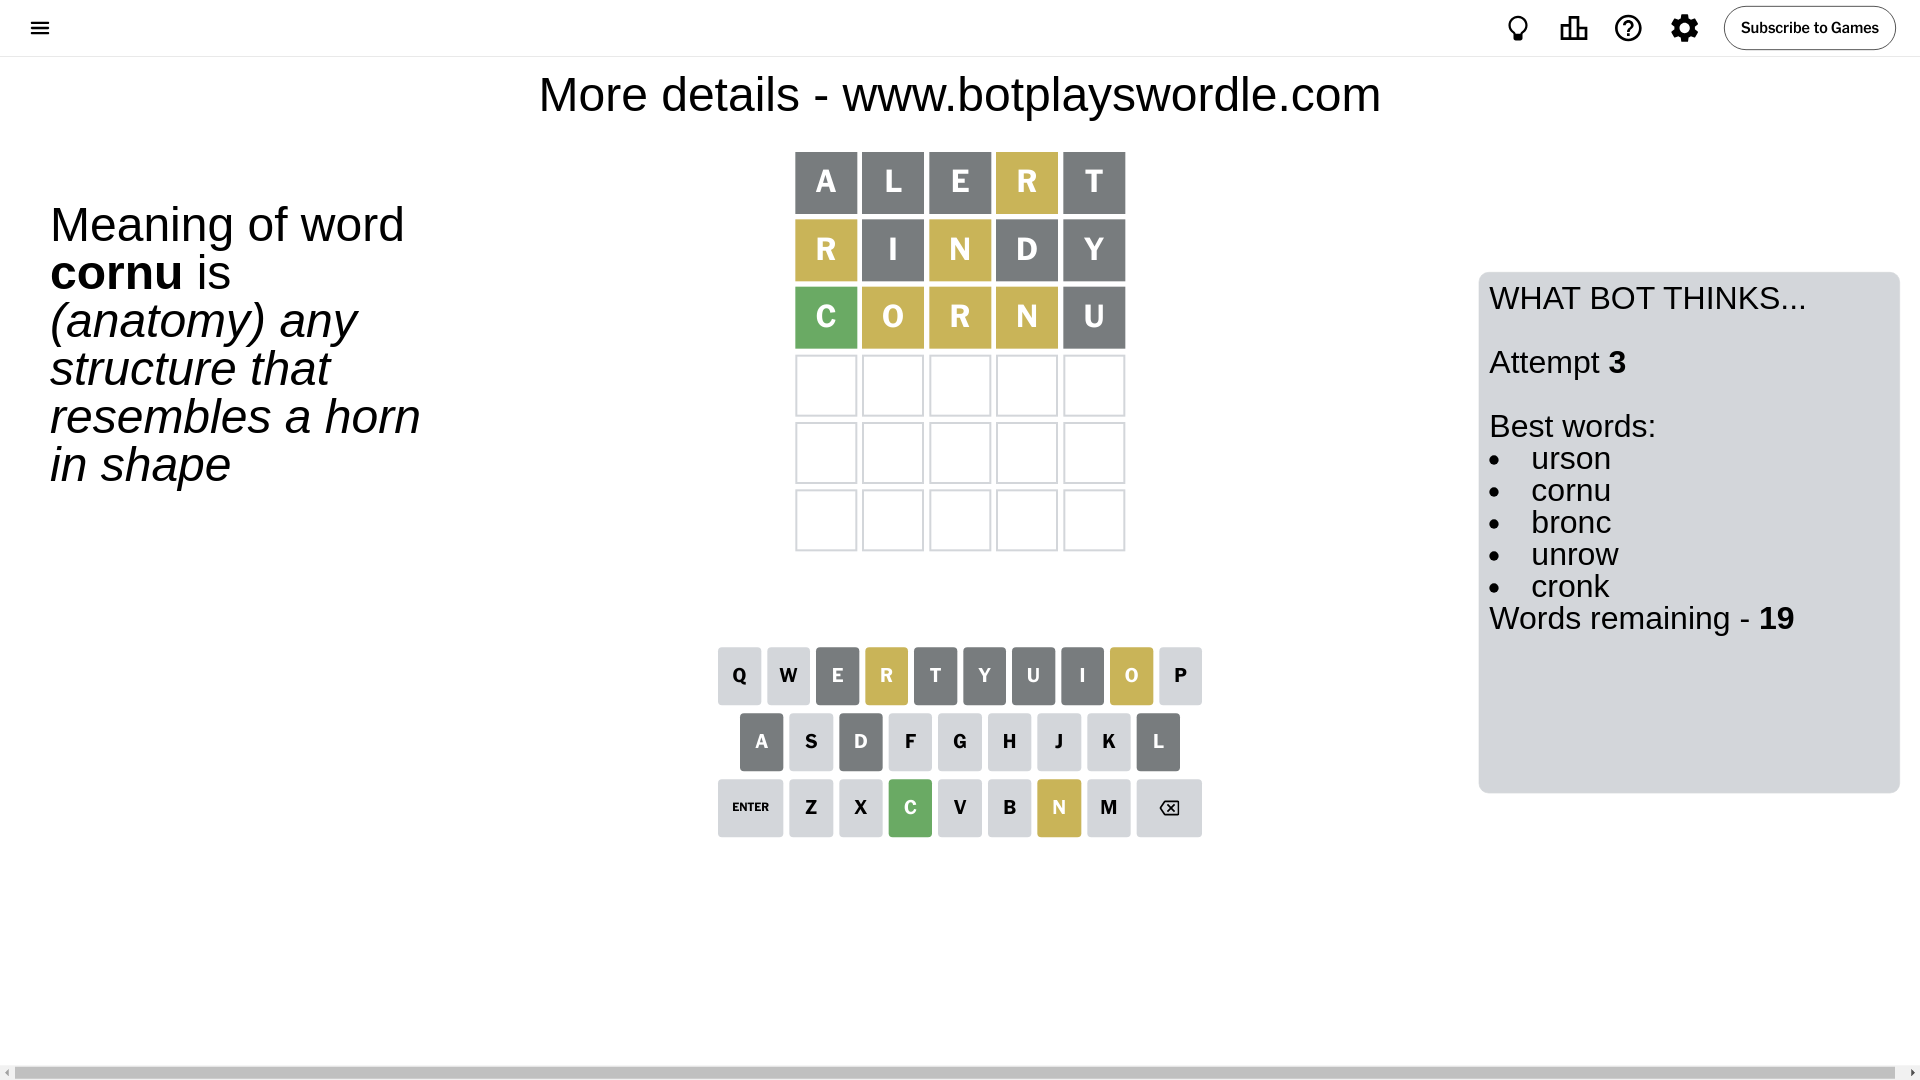 Subscribe to Games
More details - www.botplayswordle.com
Meaning of word
cornu is
(anatomy) any
structure that
resembles a horn
in shape
A L E R T
R I N D Y
C O R N U
WHAT BOT THINKS...
Attempt 3
Best words:
• urson
• cornu
• bronc
• unrow
• cronk
Words remaining - 19
Q W E R T Y U I O P
A S D F G H J K L
ENTER Z X C V B N M